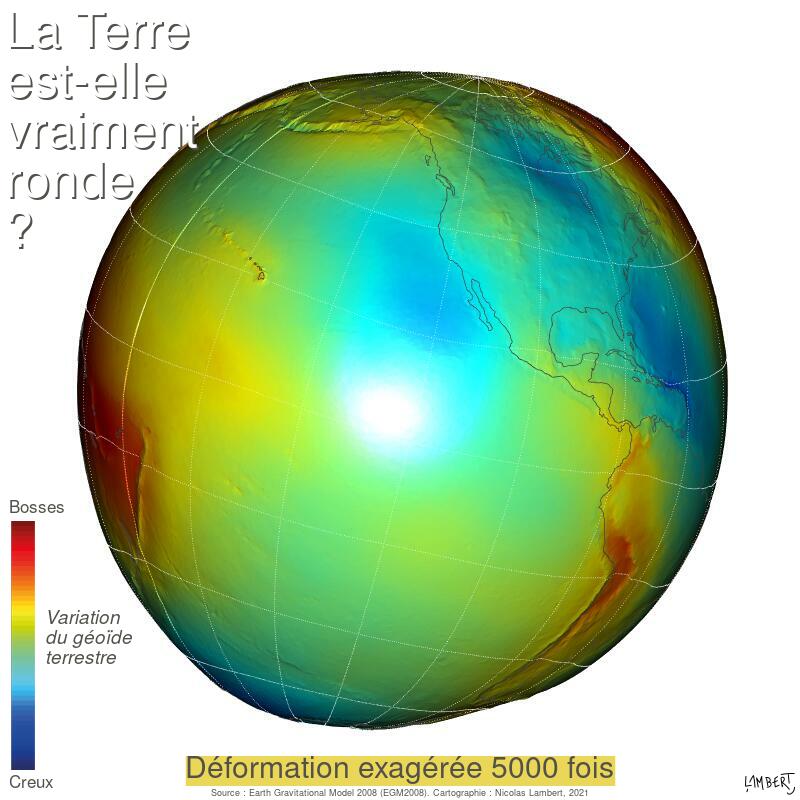 La Terre
est-elle
vraiment
ronde
?
Bosses
Variation
du géoïde
terrestre
Creux
Déformation exagérée 5000 fois
Source : Earth Gravitational Model 2008 (EGM2008). Cartographie : Nicolas Lambert, 2021
LAMBERT